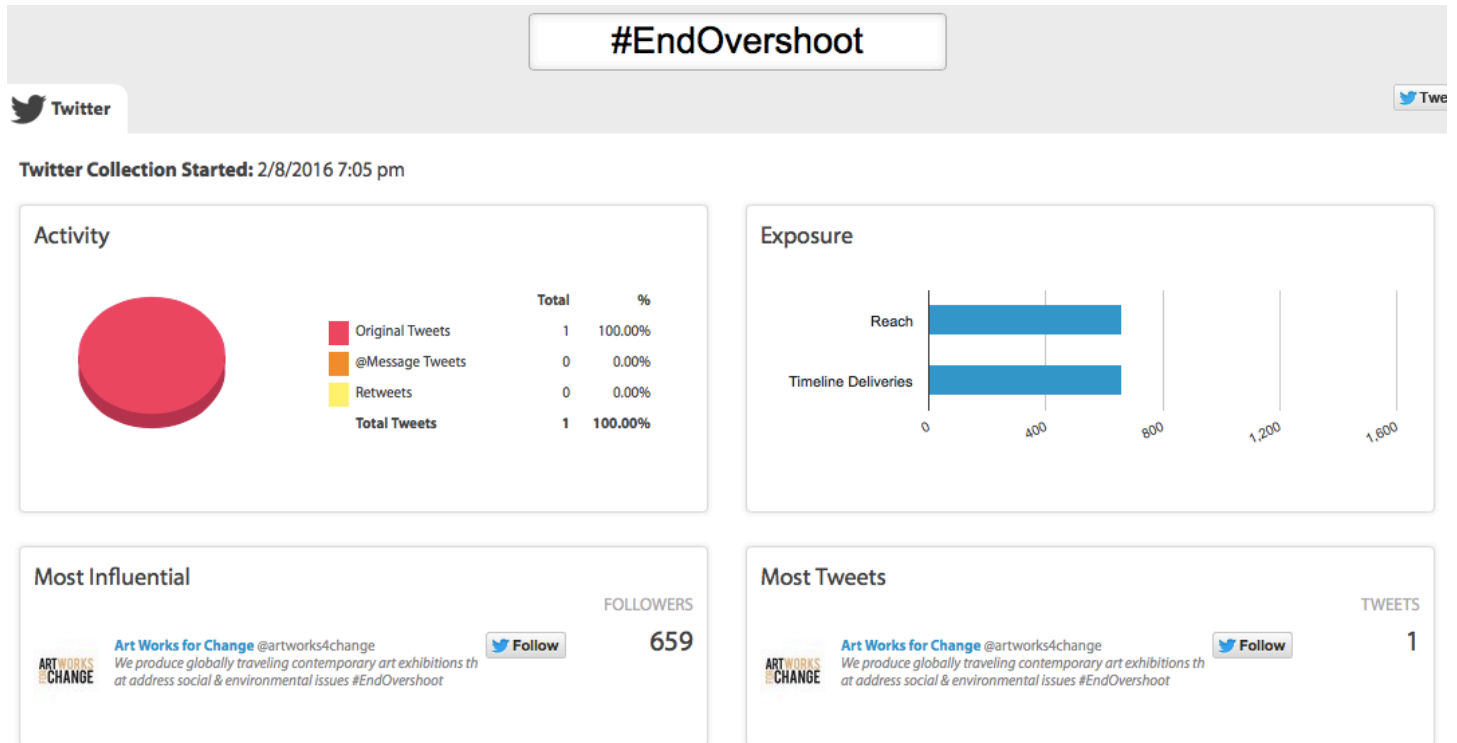 #EndOvershoot
Twitter
Twe
Twitter Collection Started: 2/8/2016 7:05 pm
Activity
Total %
Original Tweets 1 100.00%
@Message Tweets 0 0.00%
Retweets 0 0.00%
Total Tweets 1 100.00%
Exposure
Reach
Timeline Deliveries
0 400 800 1,200 1,600
Most Influential
FOLLOWERS
Art Works for Change @artworks4change Follow 659
We produce globally traveling contemporary art exhibitions th
at address social & environmental issues #EndOvershoot
ARTWORKS
FOR CHANGE
Most Tweets
TWEETS
Art Works for Change @artworks4change Follow 1
We produce globally traveling contemporary art exhibitions th
at address social & environmental issues #EndOvershoot
ARTWORKS
FOR CHANGE